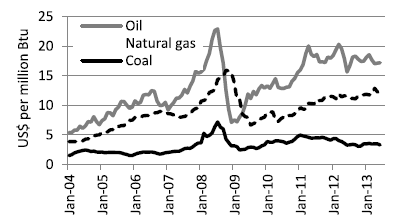 US$ per million Btu
25
20
15
10
5
0
Oil
Natural gas
Coal
Jan-04
Jan-05
Jan-06
Jan-07
Jan-08
Jan-09
Jan-10
Jan-11
Jan-12
Jan-13